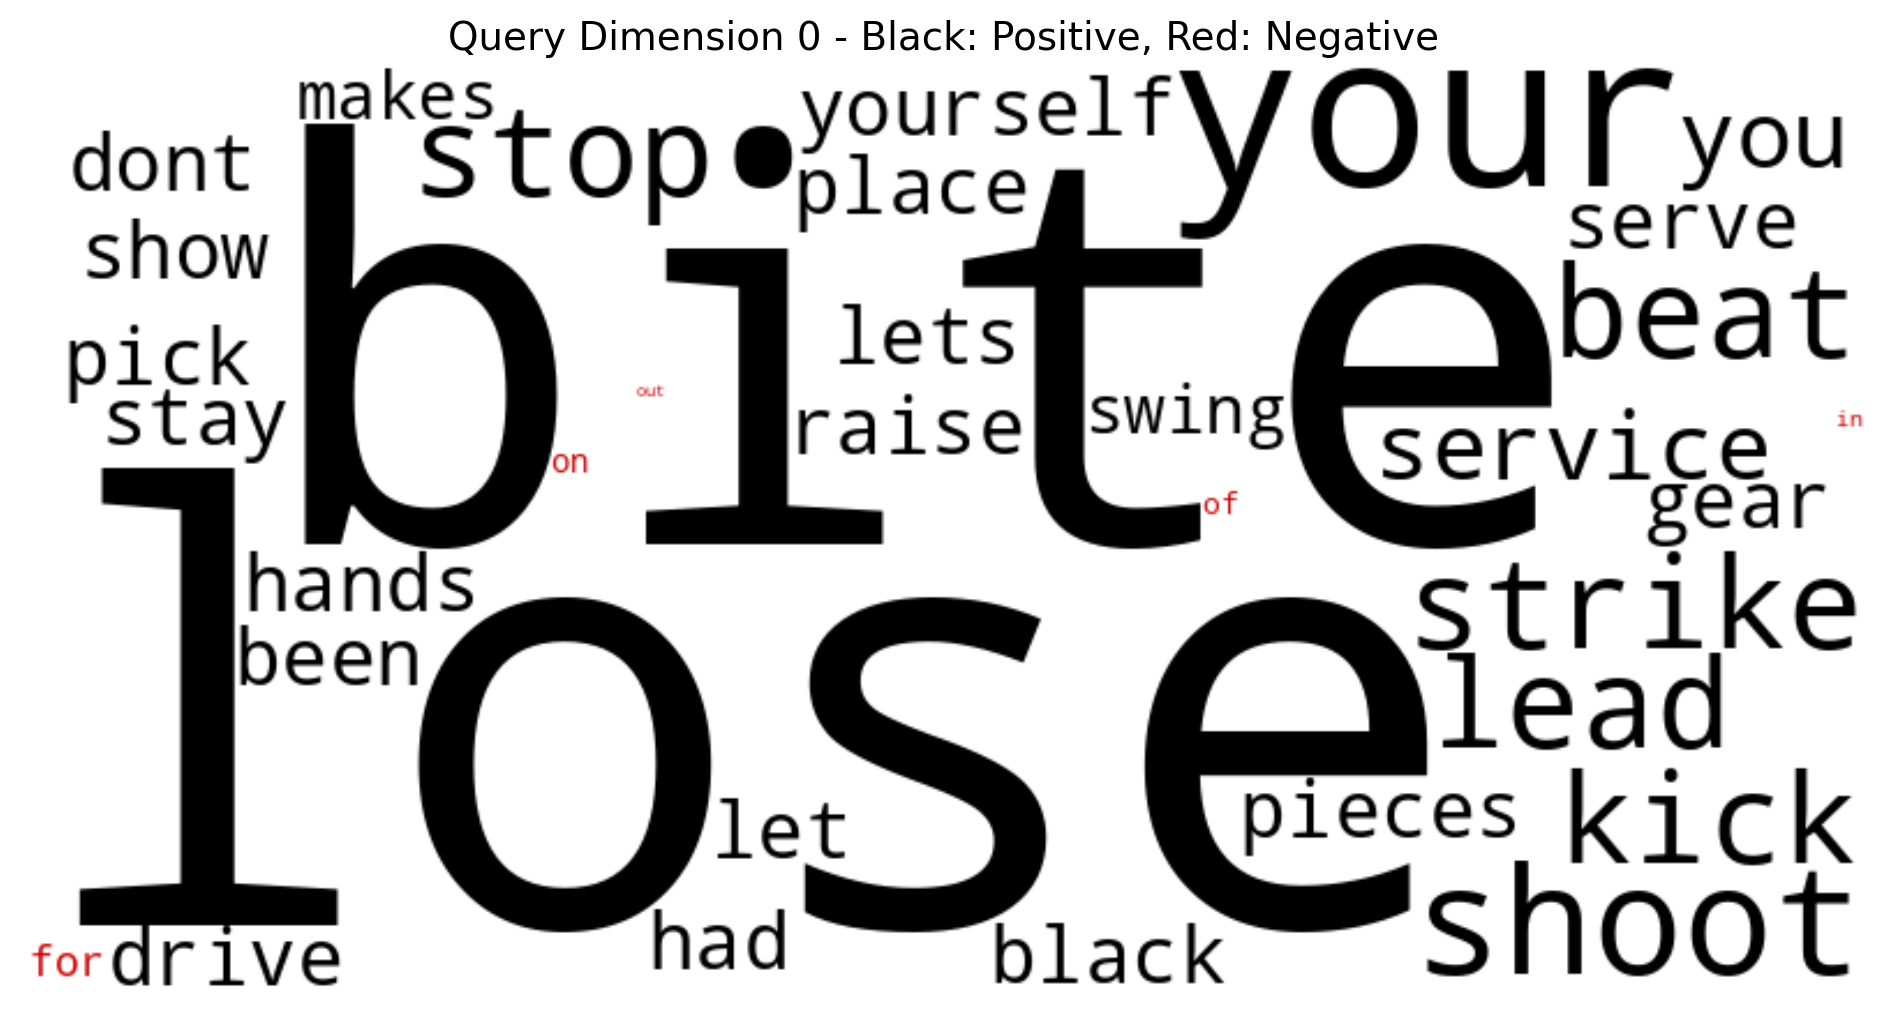 Query Dimension 0 - Black: Positive, Red: Negative
makes
yourself
your
dont
stop
•
you
place
serve
show
bite
beat
lets
pick
stay
out
raise
swing
service
in
on
of
gear
hands
strike
been
lose
lead
let
pieces
kick
had
black
shoot
for
drive